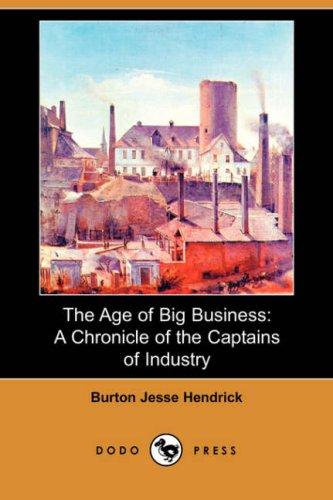 The Age of Big Business:
A Chronicle of the Captains
of Industry
Burton Jesse Hendrick
DODO PRESS